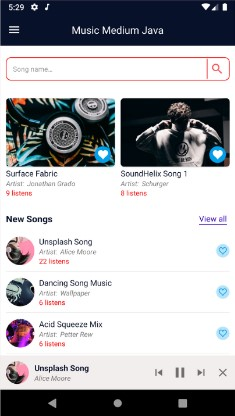 5:29
Music Medium Java
Song name...
Surface Fabric
Artist: Jonathan Grado
9 listens
SoundHelix Song 1
Artist: Schurger
8 listens
New Songs
View all
Unsplash Song
Artist: Alice Moore
22 listens
Dancing Song Music
Artist: Wallpaper
6 listens
Acid Squeeze Mix
Artist: Petter Rew
6 listens
Unsplash Song
Alice Moore